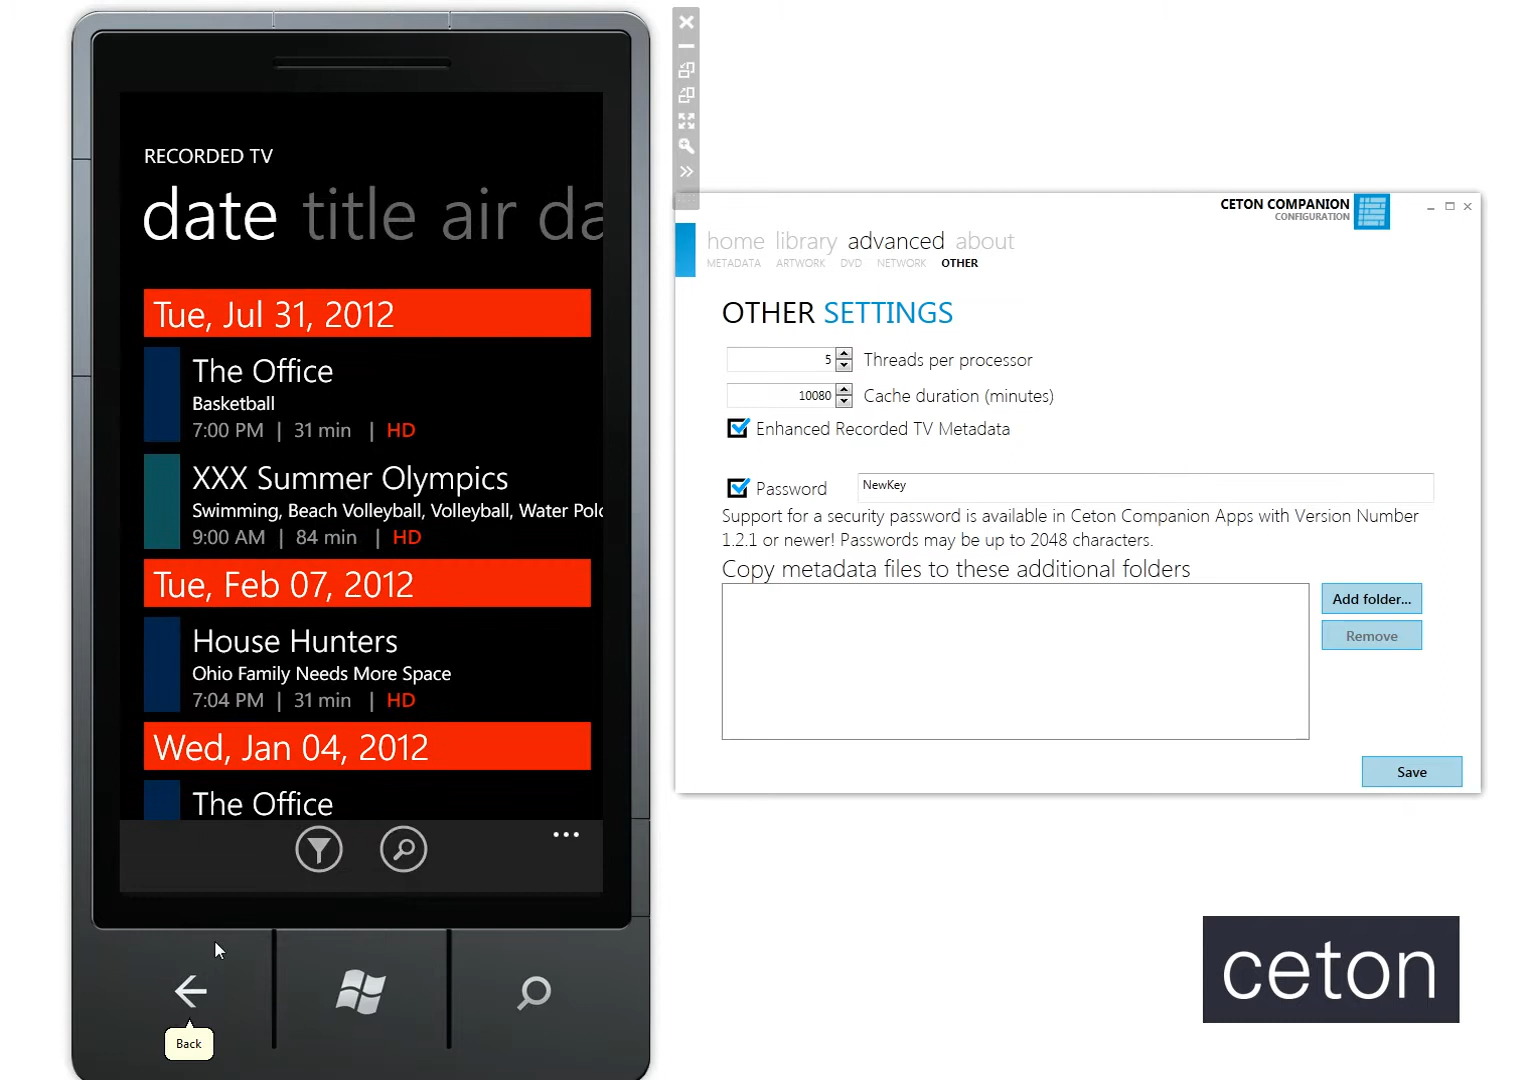 RECORDED TV
date title air da
Tue, Jul 31, 2012
The Office
Basketball
7:00 PM | 31 min | HD
XXX Summer Olympics
Swimming, Beach Volleyball, Volleyball, Water Polo
9:00 AM | 84 min | HD
Tue, Feb 07, 2012
House Hunters
Ohio Family Needs More Space
7:04 PM | 31 min | HD
Wed, Jan 04, 2012
The Office
Back
CETON COMPANION
CONFIGURATION
home library advanced about
METADATA ARTWORK DVD NETWORK OTHER
OTHER SETTINGS
5 Threads per processor
10080 Cache duration (minutes)
Enhanced Recorded TV Metadata
Password NewKey
Support for a security password is available in Ceton Companion Apps with Version Number
1.2.1 or newer! Passwords may be up to 2048 characters.
Copy metadata files to these additional folders
Add folder...
Remove
Save
ceton